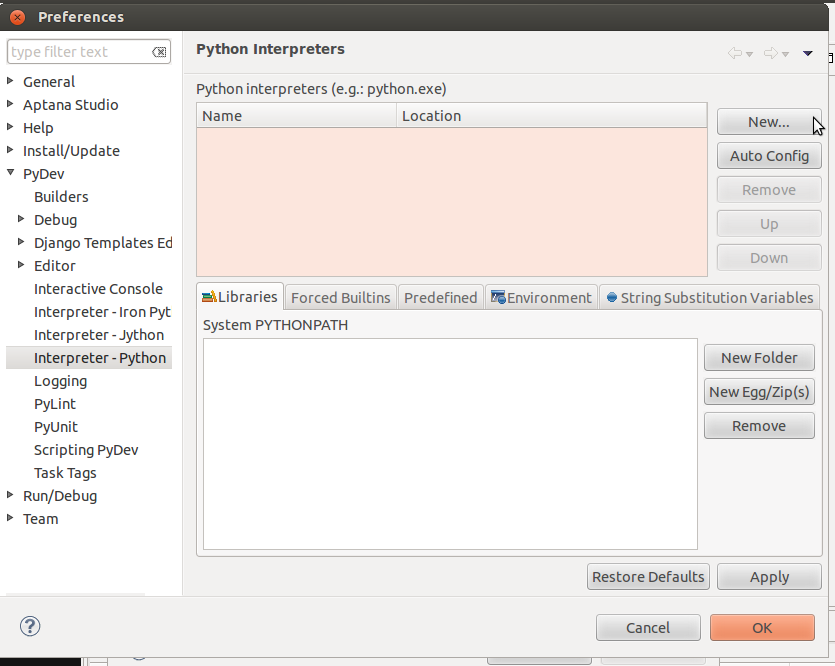 Preferences
type filter text
General
Aptana Studio
Help
Install/Update
PyDev
Builders
Debug
Django Templates Ed
Editor
Interactive Console
Interpreter - Iron Pyt
Interpreter - Jython
Interpreter - Python
Logging
PyLint
PyUnit
Scripting PyDev
Task Tags
Run/Debug
Team
Python Interpreters
Python interpreters (e.g.: python.exe)
Name Location
New...
Auto Config
Remove
Up
Down
Libraries Forced Builtins Predefined Environment String Substitution Variables
System PYTHONPATH
New Folder
New Egg/Zip(s)
Remove
Restore Defaults Apply
? Cancel OK